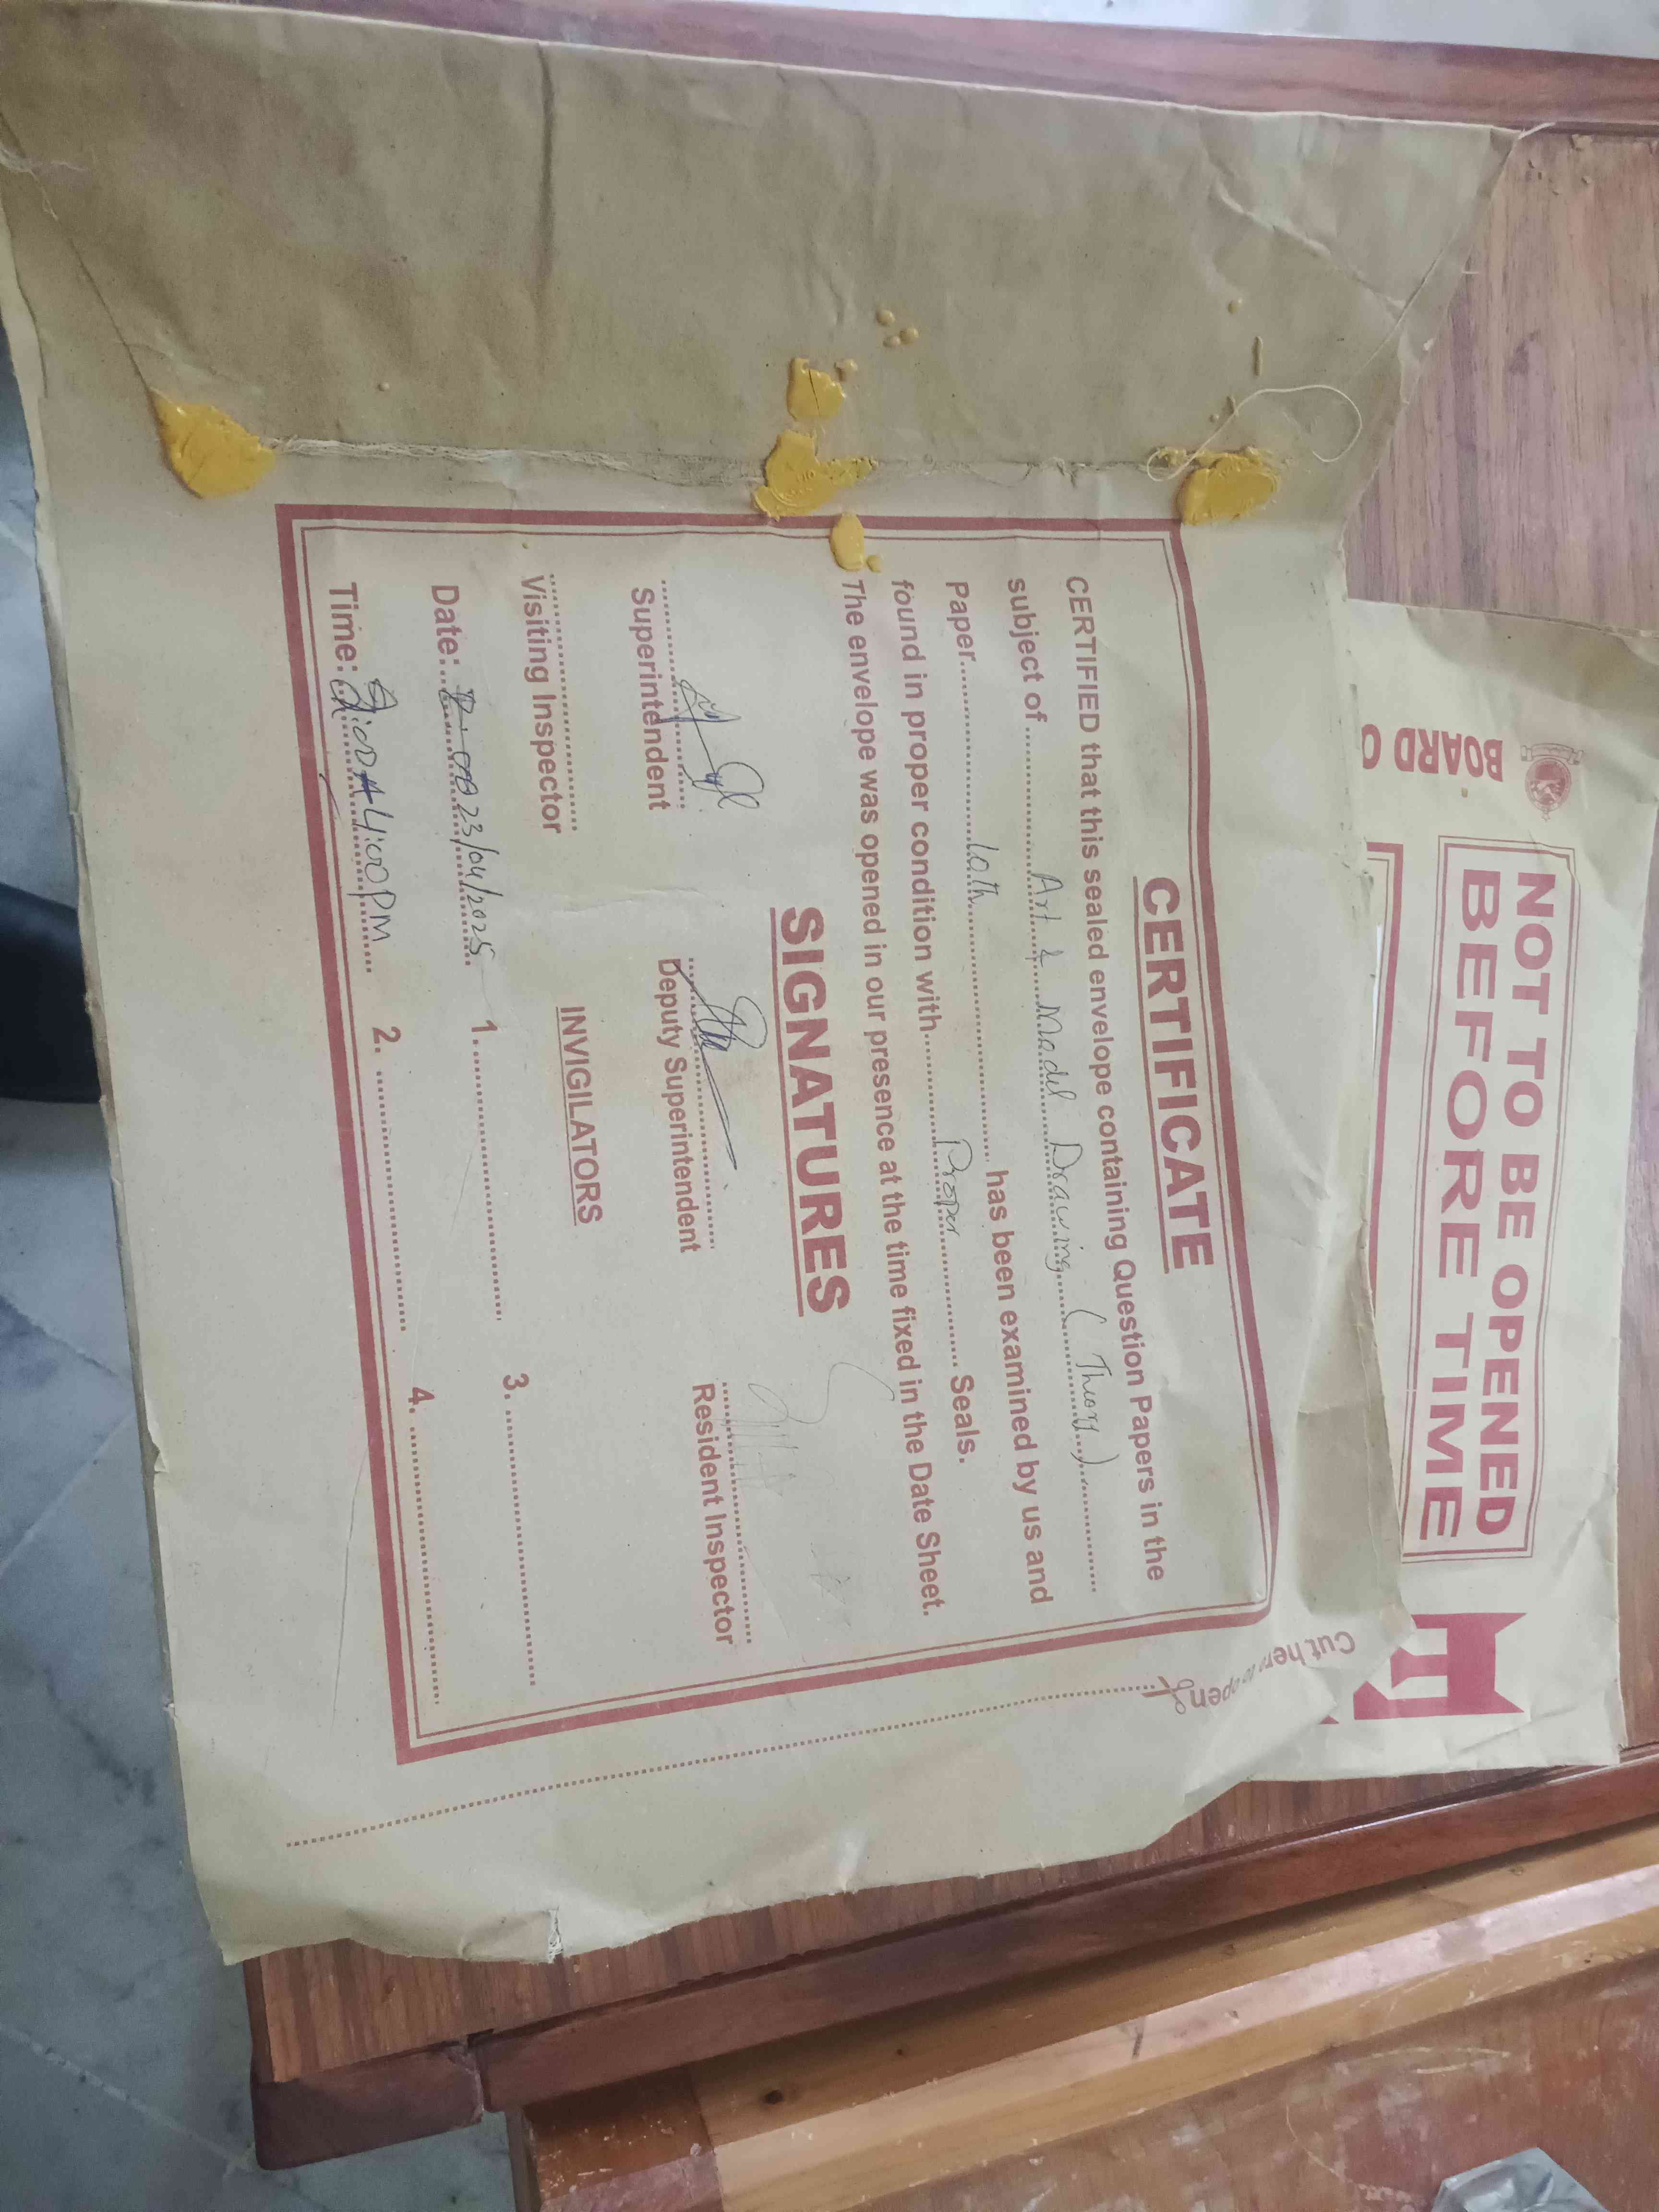 NOT TO BE OPENED
BEFORE TIME
BOARD O
Cut here to open
CERTIFICATE
CERTIFIED that this sealed envelope containing Question Papers in the
subject of Art & Model Drawing (Theory)
Paper 10th has been examined by us and
found in proper condition with Proper Seals.
The envelope was opened in our presence at the time fixed in the Date Sheet.
SIGNATURES
Superintendent Deputy Superintendent Resident Inspector
Visiting Inspector INVIGILATORS
Date: 23/04/2025 1. 3.
Time: 4:00 PM 2. 4.